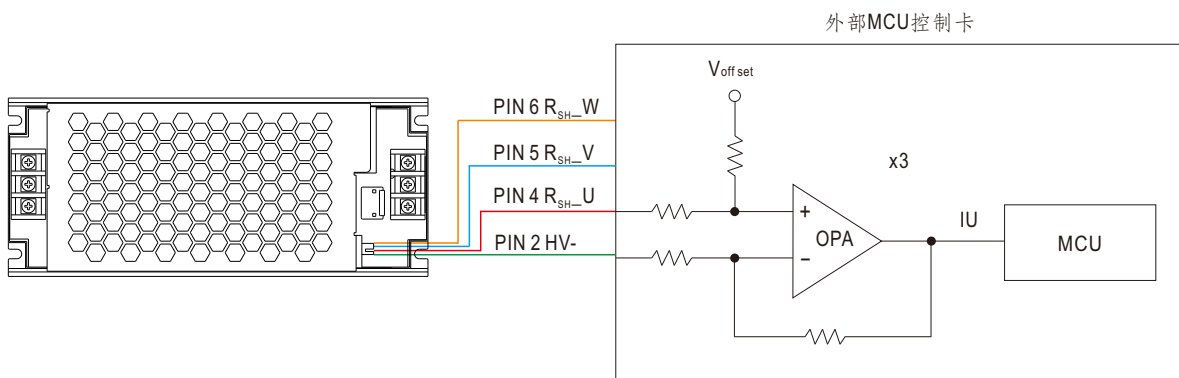 外部MCU控制卡
Voffset
PIN 6 RSH_W
PIN 5 RSH_V
x3
PIN 4 RSH_U
+
OPA
IU
MCU
PIN 2 HV-
−